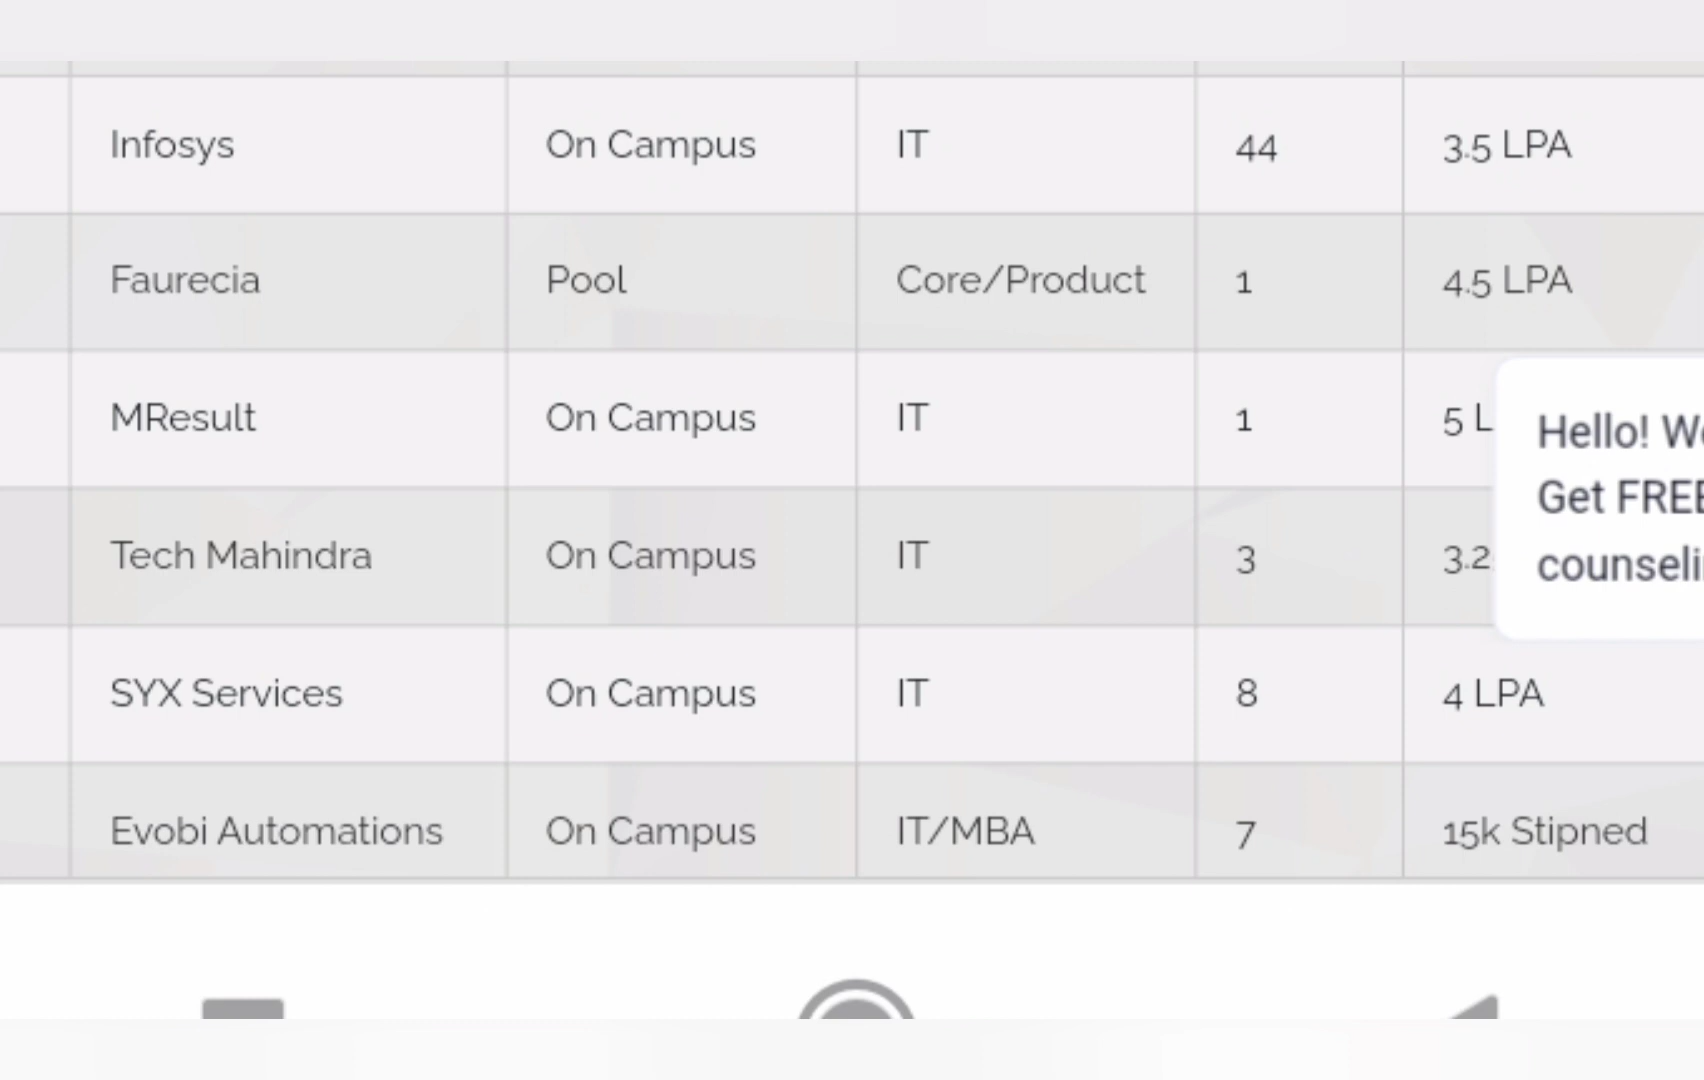 Infosys On Campus IT 44 3.5 LPA
Faurecia Pool Core/Product 1 4.5 LPA
MResult On Campus IT 1 5 L
Tech Mahindra On Campus IT 3 3.2
Hello! We
Get FREE
counseli
SYX Services On Campus IT 8 4 LPA
Evobi Automations On Campus IT/MBA 7 15k Stipned